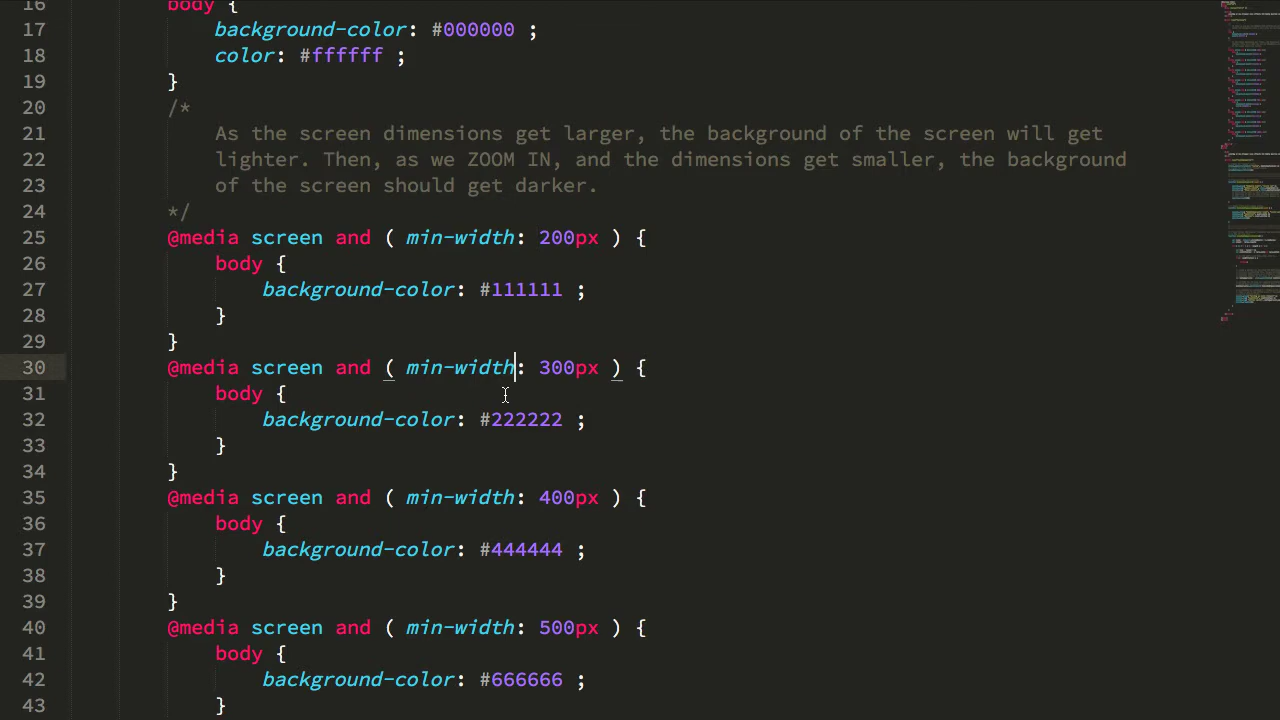 16 body {
17 background-color: #000000 ;
18 color: #ffffff ;
19 }
20 /*
21 As the screen dimensions get larger, the background of the screen will get
22 lighter. Then, as we ZOOM IN, and the dimensions get smaller, the background
23 of the screen should get darker.
24 */
25 @media screen and ( min-width: 200px ) {
26 body {
27 background-color: #111111 ;
28 }
29 }
30 @media screen and ( min-width: 300px ) {
31 body {
32 background-color: #222222 ;
33 }
34 }
35 @media screen and ( min-width: 400px ) {
36 body {
37 background-color: #444444 ;
38 }
39 }
40 @media screen and ( min-width: 500px ) {
41 body {
42 background-color: #666666 ;
43 }